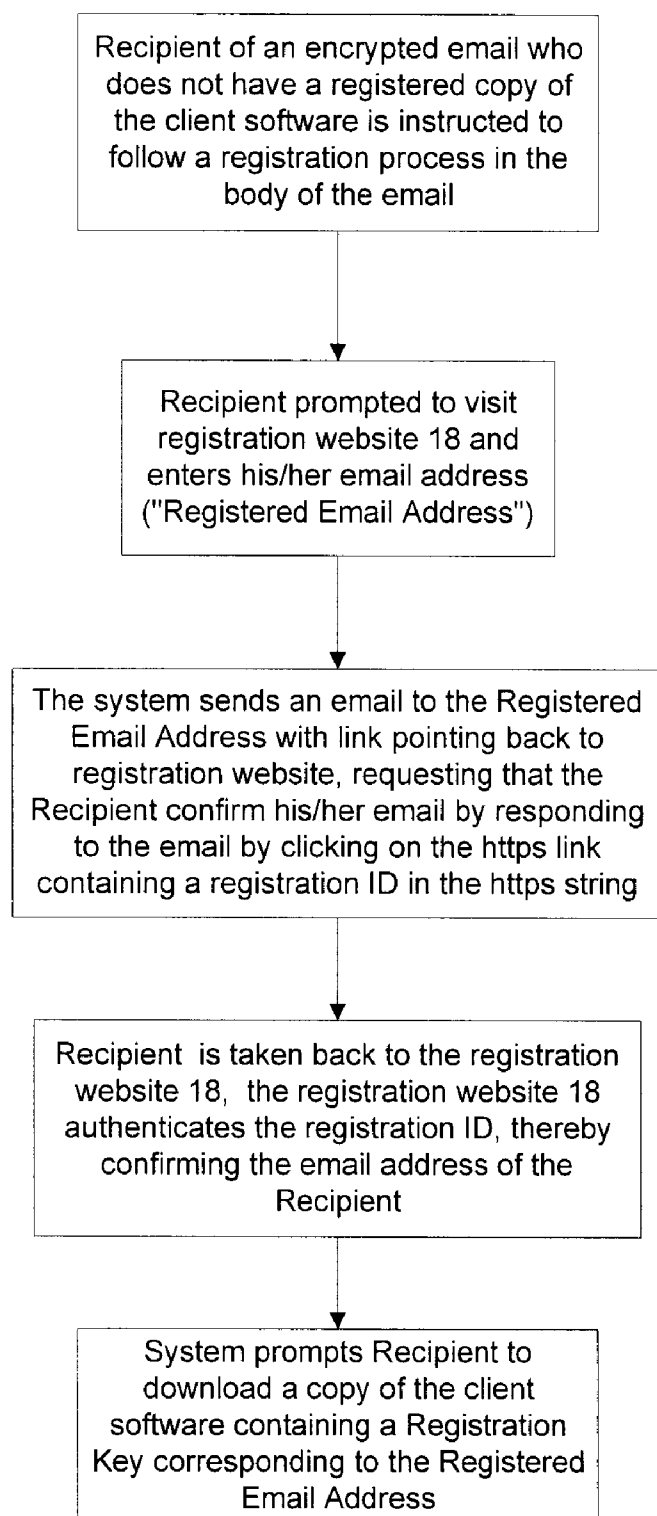 Recipient of an encrypted email who
does not have a registered copy of
the client software is instructed to
follow a registration process in the
body of the email
Recipient prompted to visit
registration website 18 and
enters his/her email address
("Registered Email Address")
The system sends an email to the Registered
Email Address with link pointing back to
registration website, requesting that the
Recipient confirm his/her email by responding
to the email by clicking on the https link
containing a registration ID in the https string
Recipient is taken back to the registration
website 18, the registration website 18
authenticates the registration ID, thereby
confirming the email address of the
Recipient
System prompts Recipient to
download a copy of the client
software containing a Registration
Key corresponding to the Registered
Email Address